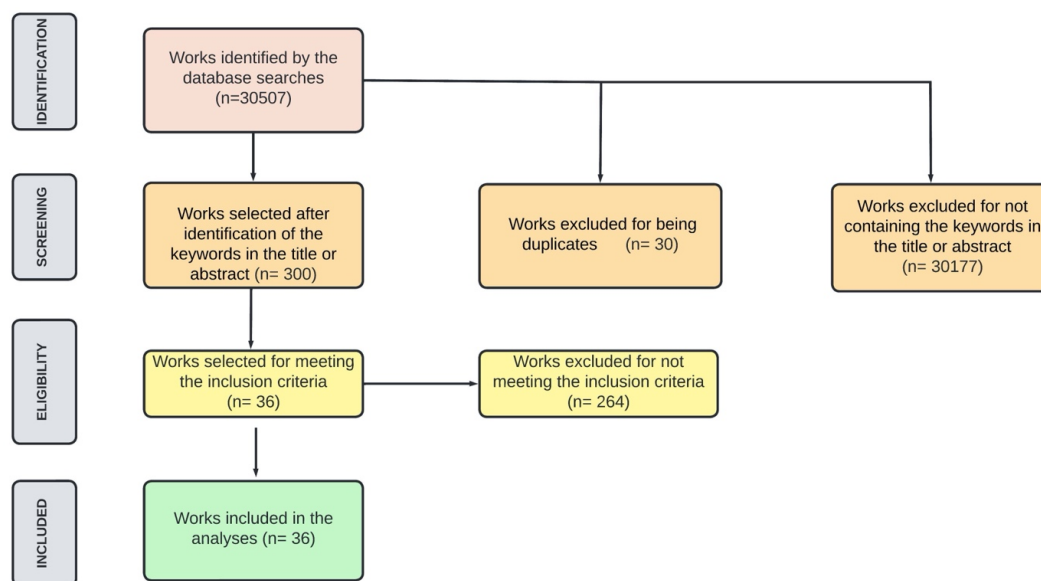 IDENTIFICATION
Works identified by the
database searches
(n=30507)
SCREENING
Works selected after
identification of the
keywords in the title or
abstract (n= 300)
Works excluded for being
duplicates (n= 30)
Works excluded for not
containing the keywords in
the title or abstract
(n= 30177)
ELIGIBILITY
Works selected for meeting
the inclusion criteria
(n= 36)
Works excluded for not
meeting the inclusion criteria
(n= 264)
INCLUDED
Works included in the
analyses (n= 36)